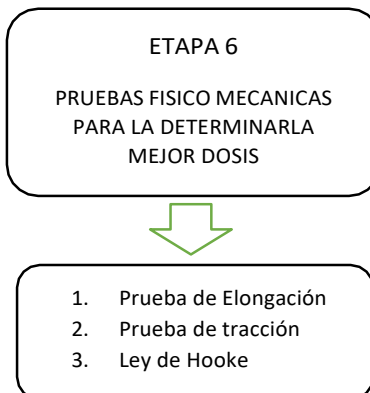 ETAPA 6
PRUEBAS FISICO MECANICAS
PARA LA DETERMINARLA
MEJOR DOSIS
1. Prueba de Elongación
2. Prueba de tracción
3. Ley de Hooke